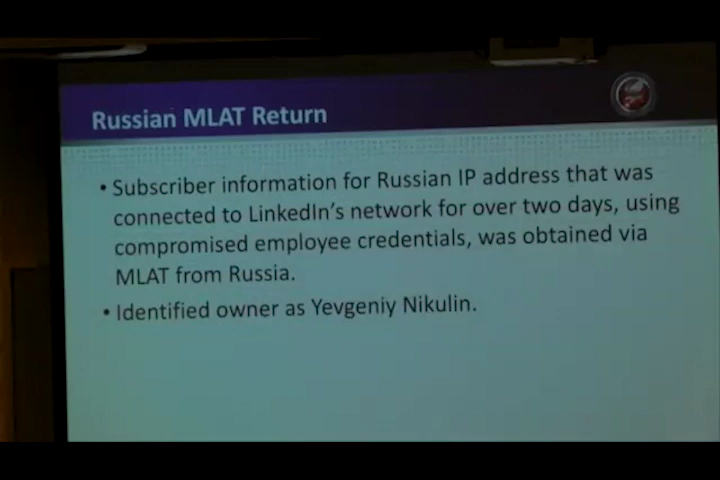 Russian MLAT Return
• Subscriber information for Russian IP address that was
connected to LinkedIn's network for over two days, using
compromised employee credentials, was obtained via
MLAT from Russia.
• Identified owner as Yevgeniy Nikulin.